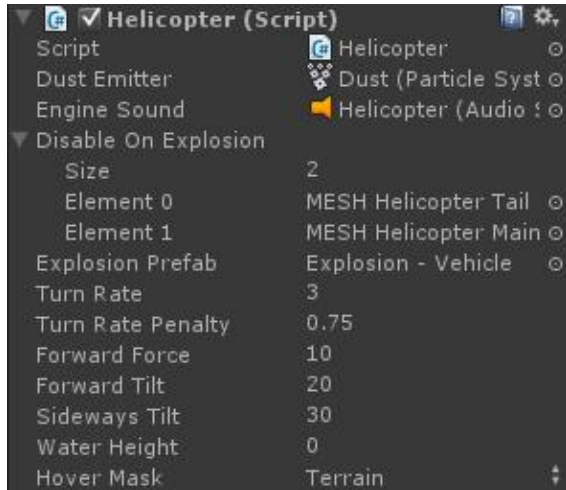 Helicopter (Script)
Script Helicopter
Dust Emitter Dust (Particle Syst
Engine Sound Helicopter (Audio S
Disable On Explosion
Size 2
Element 0 MESH Helicopter Tail
Element 1 MESH Helicopter Main
Explosion Prefab Explosion - Vehicle
Turn Rate 3
Turn Rate Penalty 0.75
Forward Force 10
Forward Tilt 20
Sideways Tilt 30
Water Height 0
Hover Mask Terrain